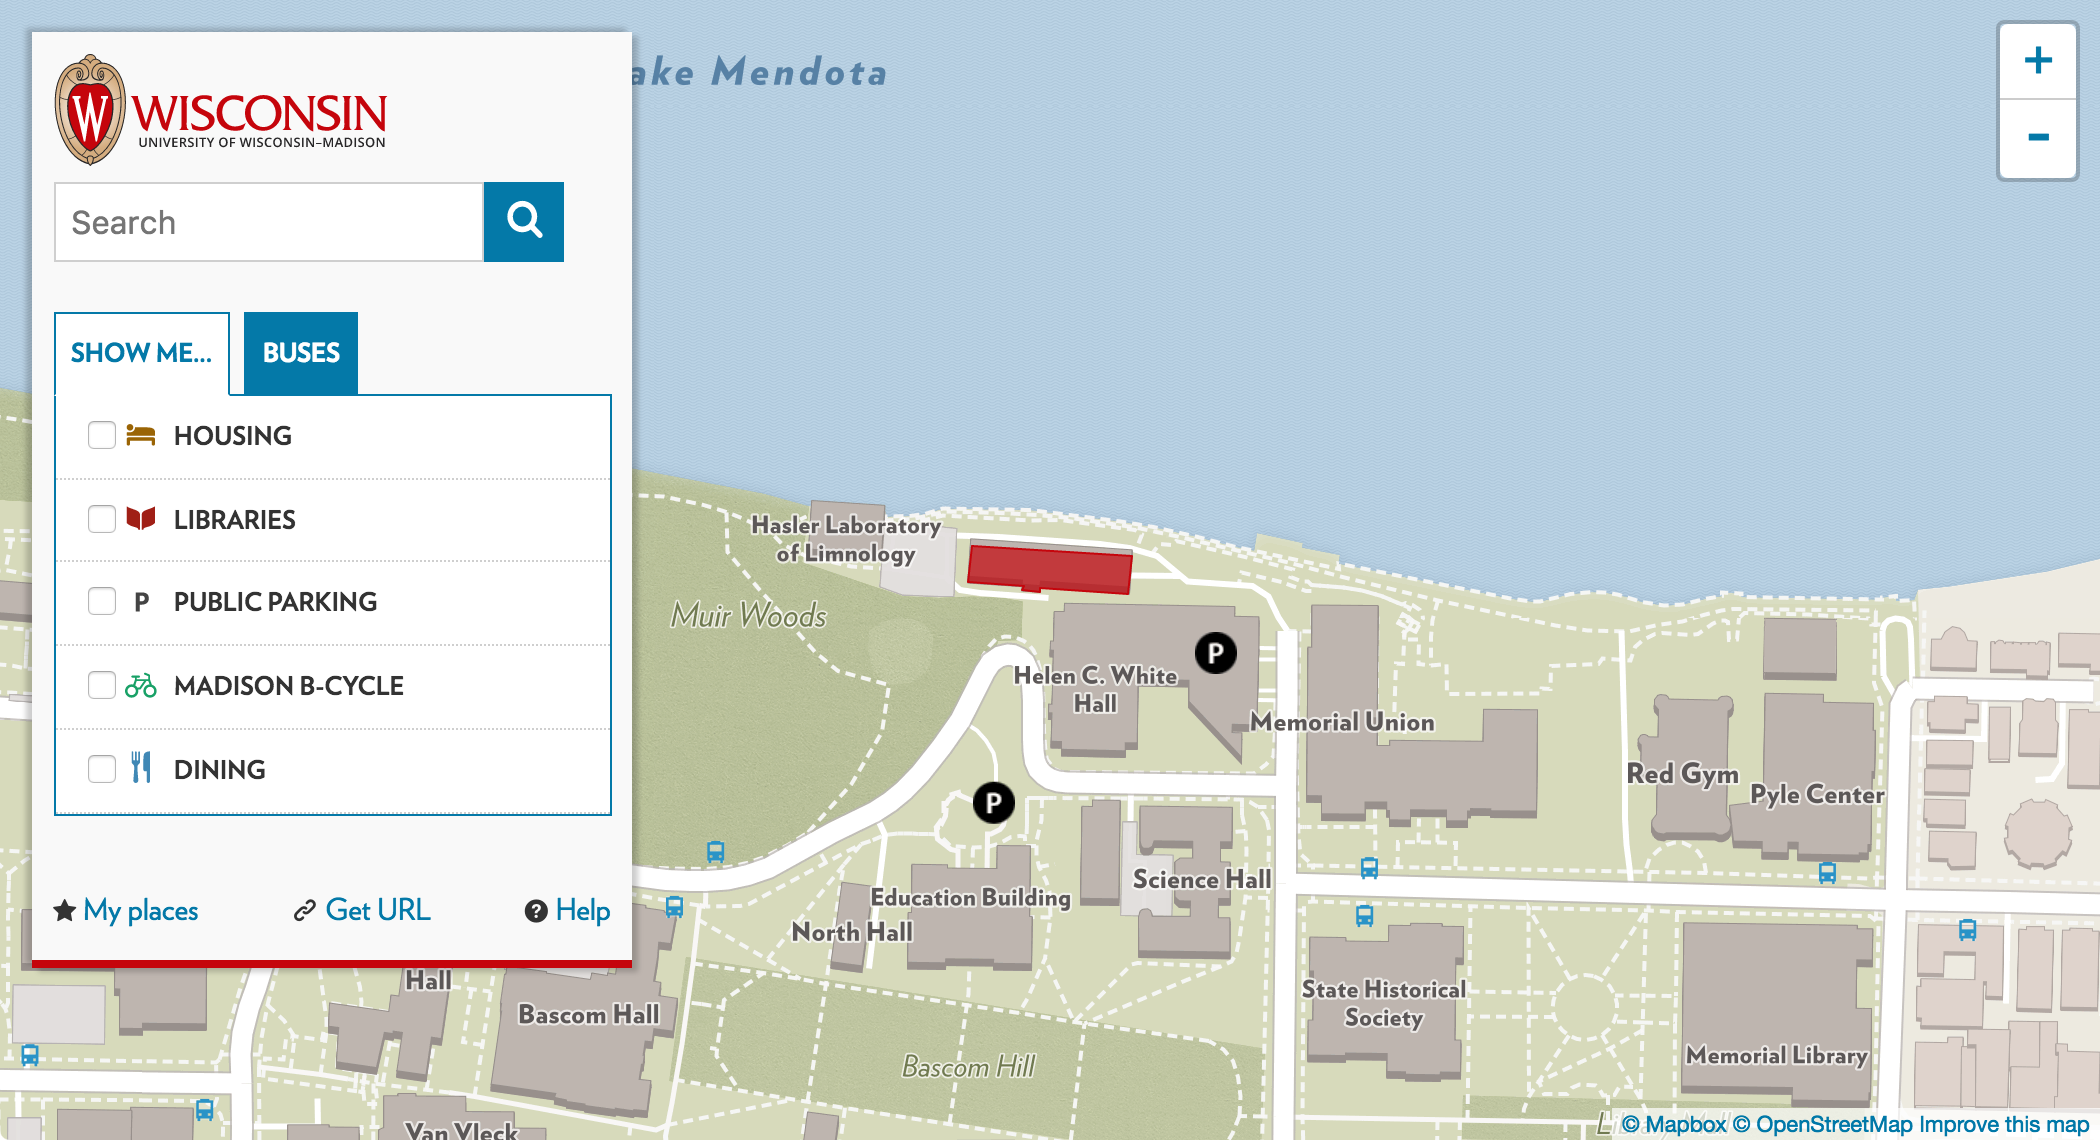 W WISCONSIN
UNIVERSITY OF WISCONSIN–MADISON
Search
SHOW ME...
BUSES
HOUSING
LIBRARIES
P PUBLIC PARKING
MADISON B-CYCLE
DINING
My places
Get URL
? Help
ake Mendota
+
-
Hasler Laboratory
of Limnology
Muir Woods
P
Helen C. White
Hall
Memorial Union
Red Gym
Pyle Center
P
Science Hall
Education Building
North Hall
Hall
Bascom Hall
State Historical
Society
Memorial Library
Bascom Hill
Van Vleck
© Mapbox © OpenStreetMap Improve this map